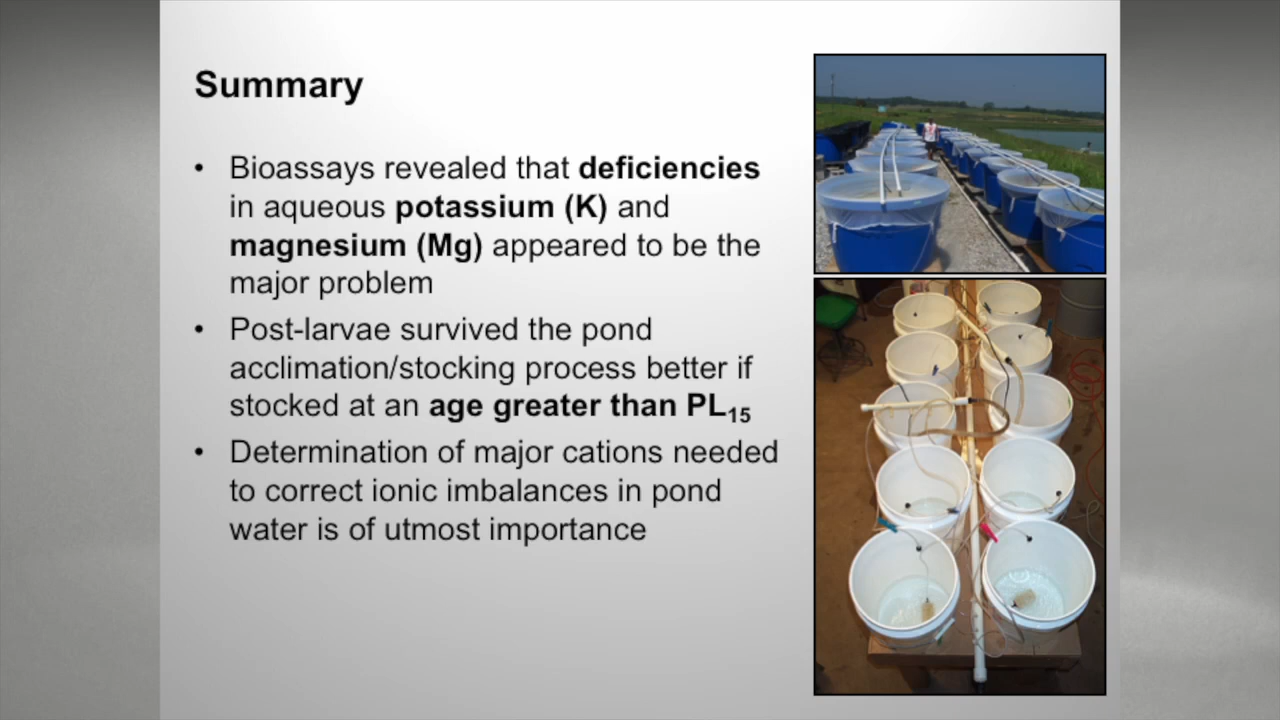 Summary
• Bioassays revealed that deficiencies
in aqueous potassium (K) and
magnesium (Mg) appeared to be the
major problem
• Post-larvae survived the pond
acclimation/stocking process better if
stocked at an age greater than PL₁₅
• Determination of major cations needed
to correct ionic imbalances in pond
water is of utmost importance